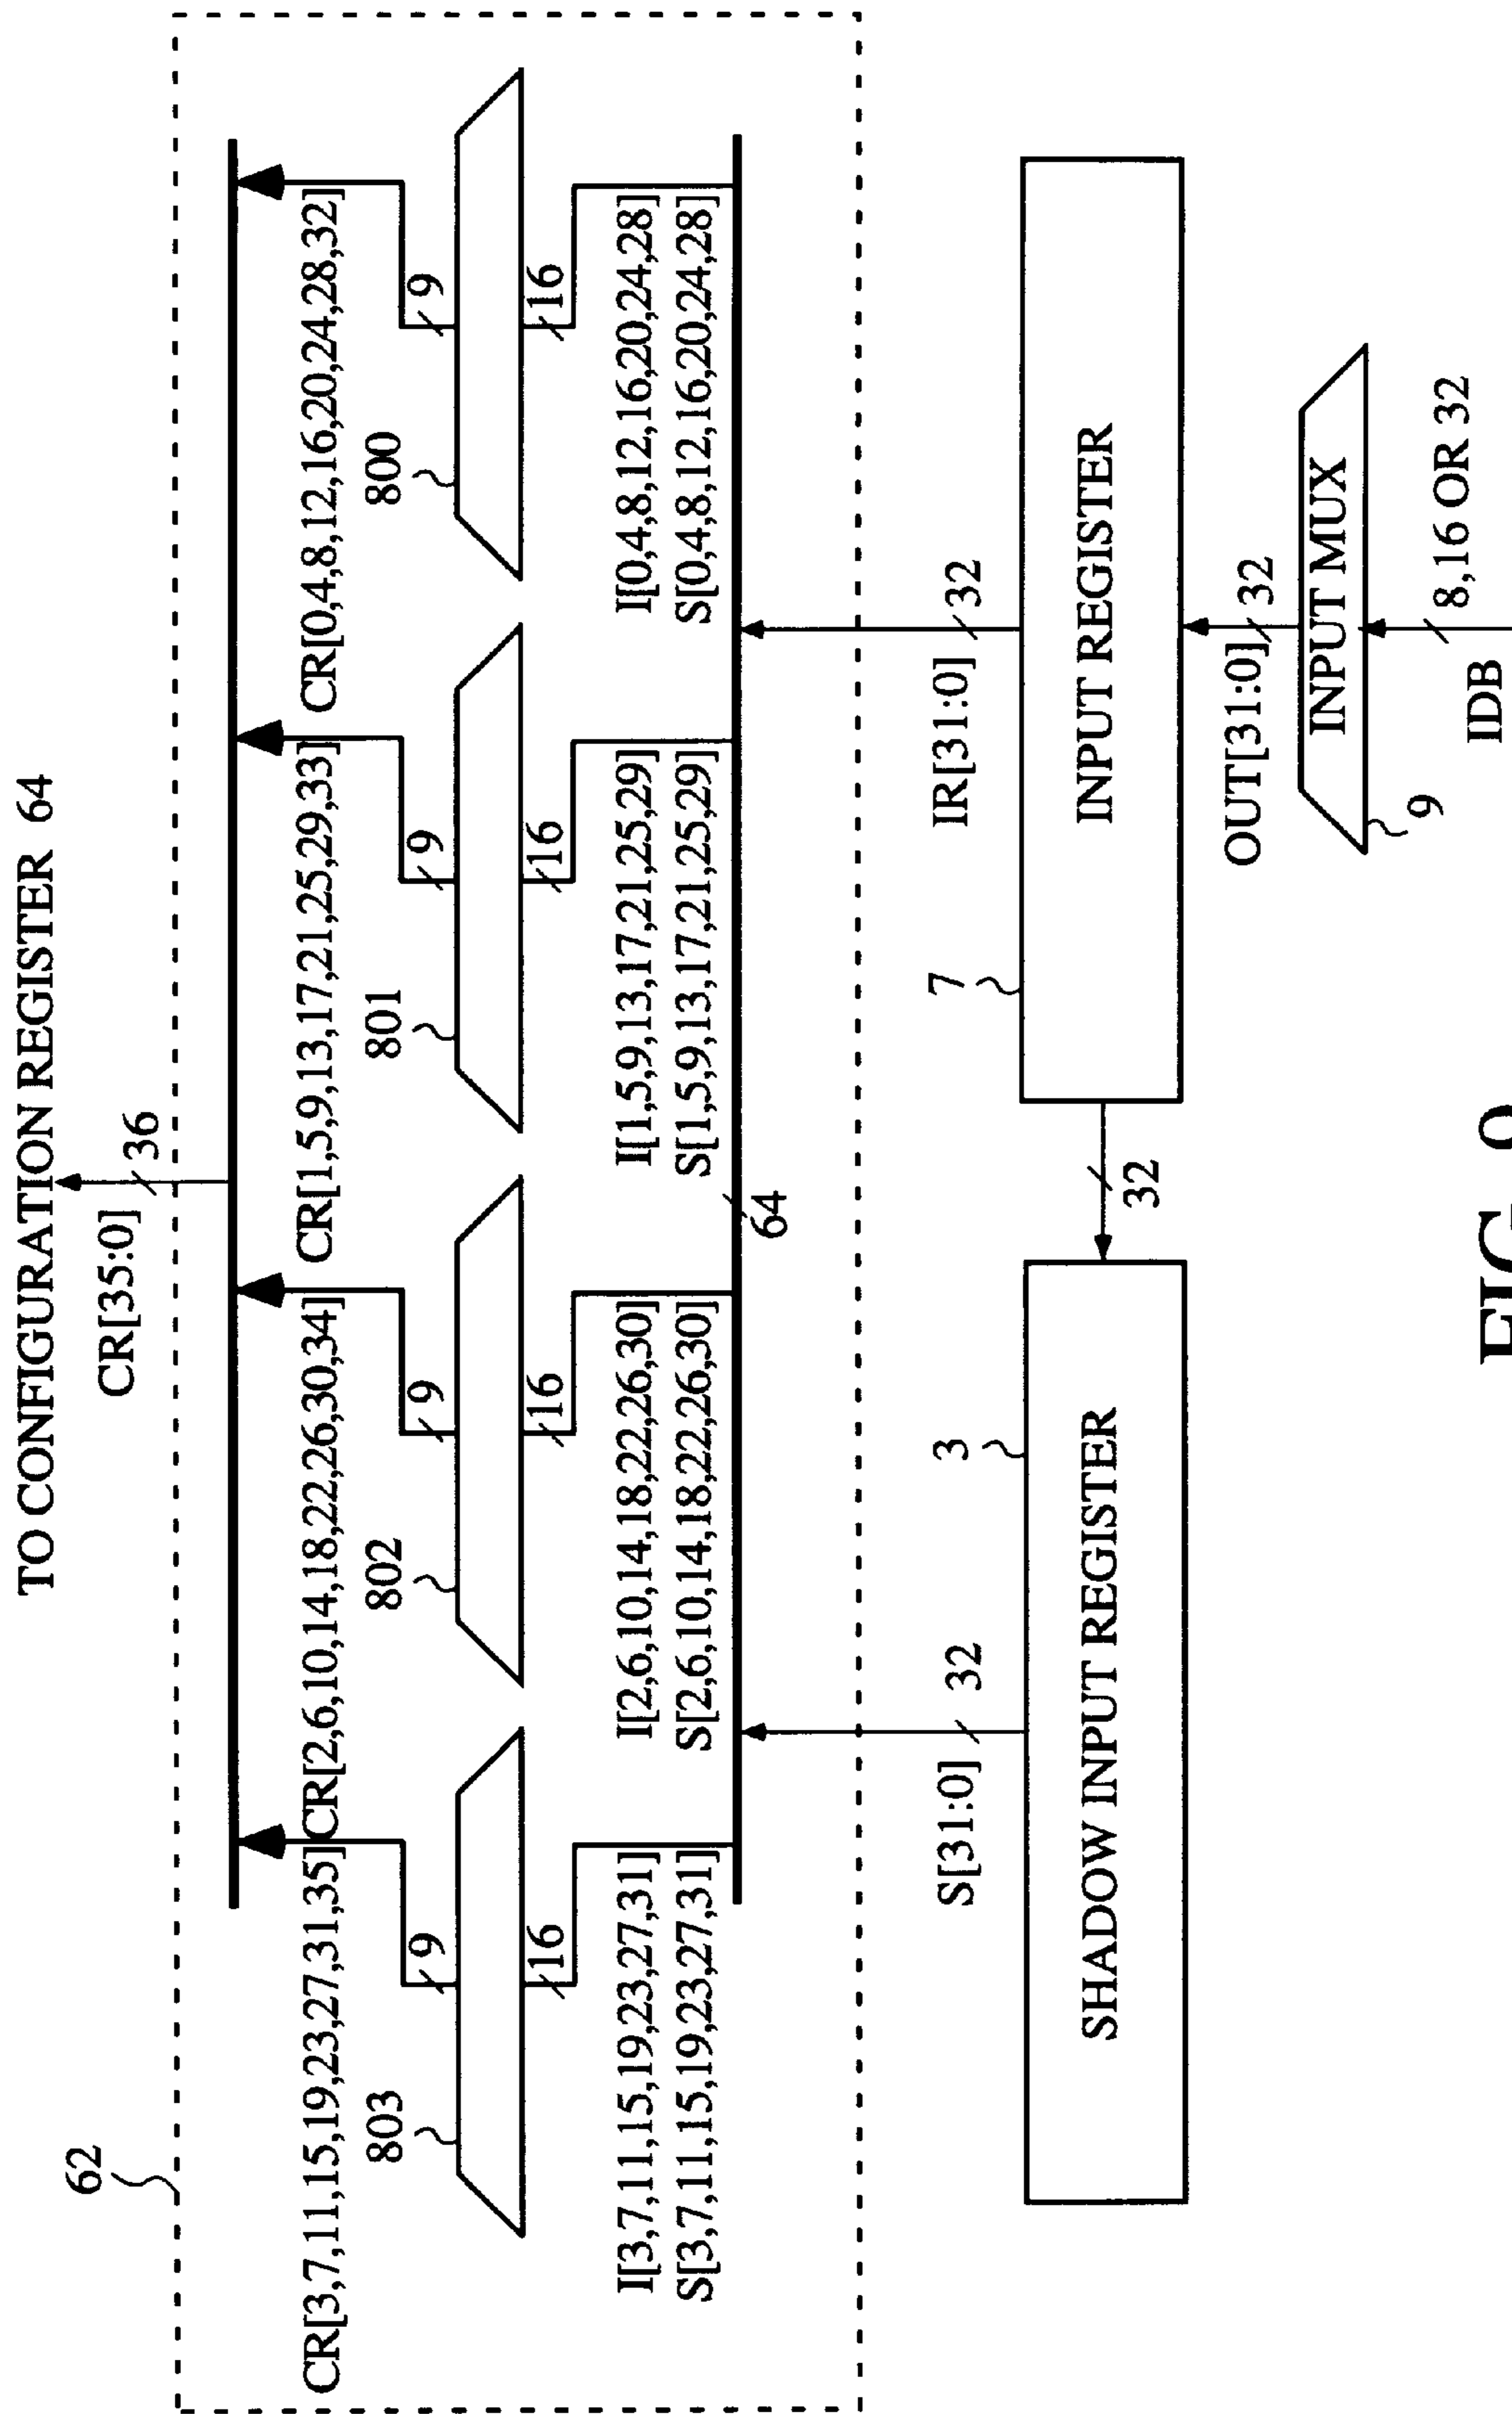 TO CONFIGURATION REGISTER 64
CR[35:0]
36
62
CR[3,7,11,15,19,23,27,31,35]
CR[2,6,10,14,18,22,26,30,34]
CR[1,5,9,13,17,21,25,29,33]
CR[0,4,8,12,16,20,24,28,32]
803
9
802
9
801
9
800
9
16
16
16
16
I[3,7,11,15,19,23,27,31]
S[3,7,11,15,19,23,27,31]
I[2,6,10,14,18,22,26,30]
S[2,6,10,14,18,22,26,30]
I[1,5,9,13,17,21,25,29]
S[1,5,9,13,17,21,25,29]
I[0,4,8,12,16,20,24,28]
S[0,4,8,12,16,20,24,28]
64
S[31:0]
32
IR[31:0]
32
3
7
SHADOW INPUT REGISTER
32
INPUT REGISTER
OUT[31:0]
32
INPUT MUX
9
8,16 OR 32
IDB
FIG.